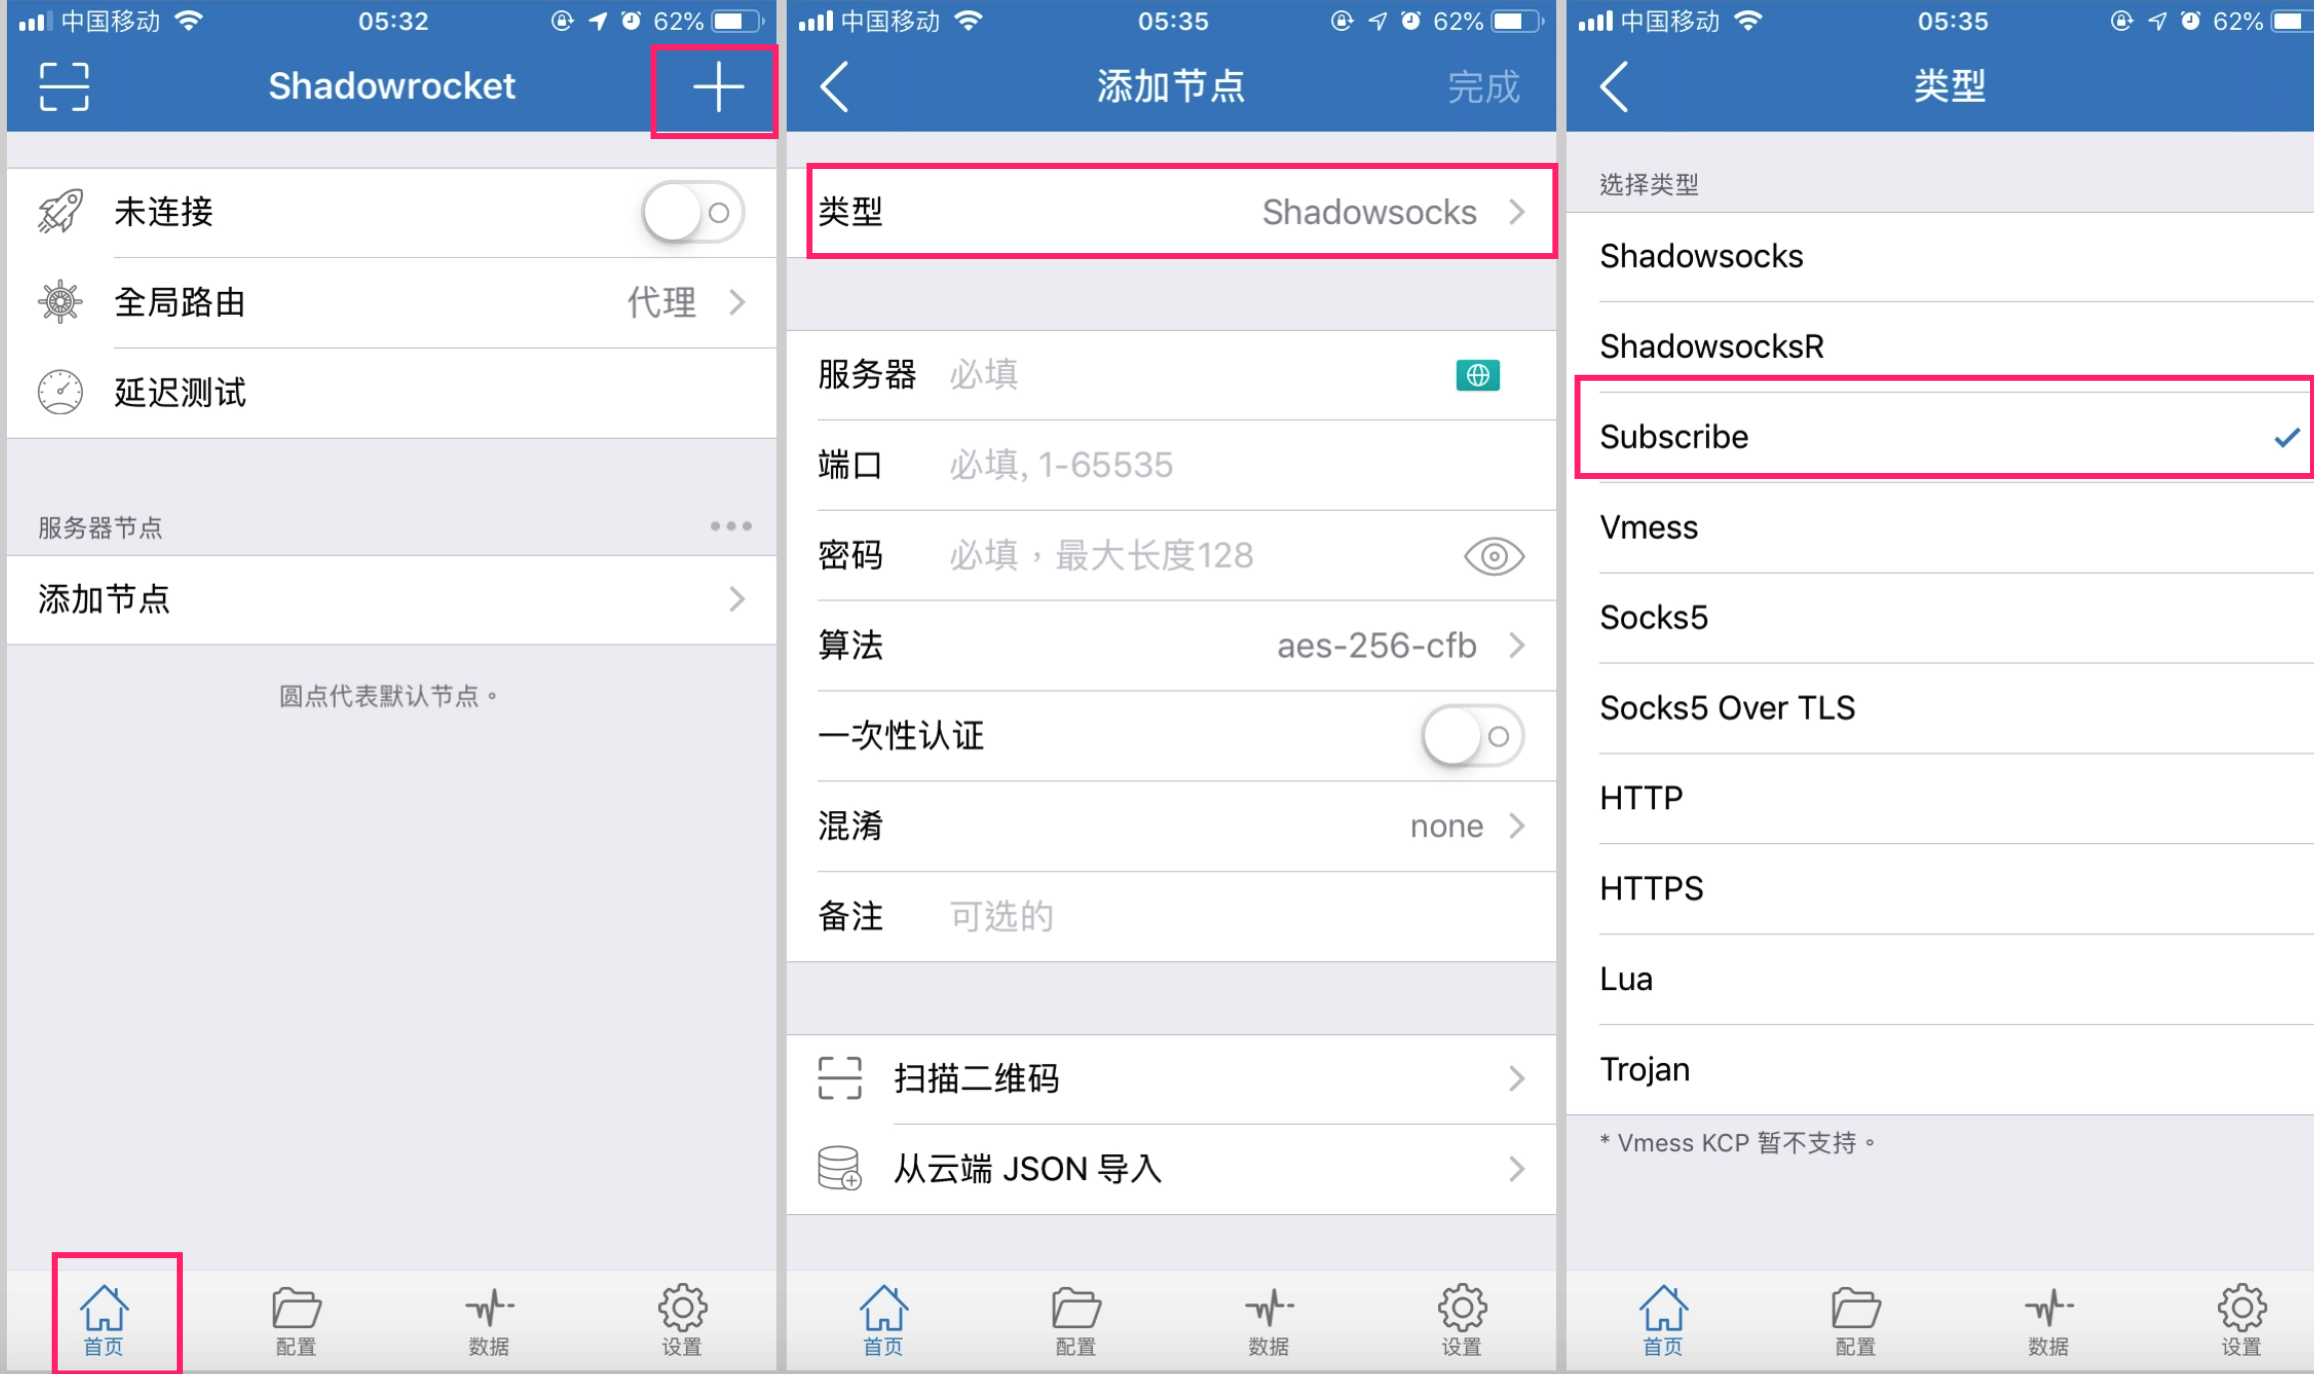 中国移动
05:32
62%
Shadowrocket
未连接
全局路由
代理
延迟测试
服务器节点
添加节点
圆点代表默认节点。
首页
配置
数据
设置
中国移动
05:35
62%
添加节点
完成
类型
Shadowsocks
服务器
必填
端口
必填, 1-65535
密码
必填，最大长度128
算法
aes-256-cfb
一次性认证
混淆
none
备注
可选的
扫描二维码
从云端 JSON 导入
首页
配置
数据
设置
中国移动
05:35
62%
类型
选择类型
Shadowsocks
ShadowsocksR
Subscribe
Vmess
Socks5
Socks5 Over TLS
HTTP
HTTPS
Lua
Trojan
* Vmess KCP 暂不支持。
首页
配置
数据
设置